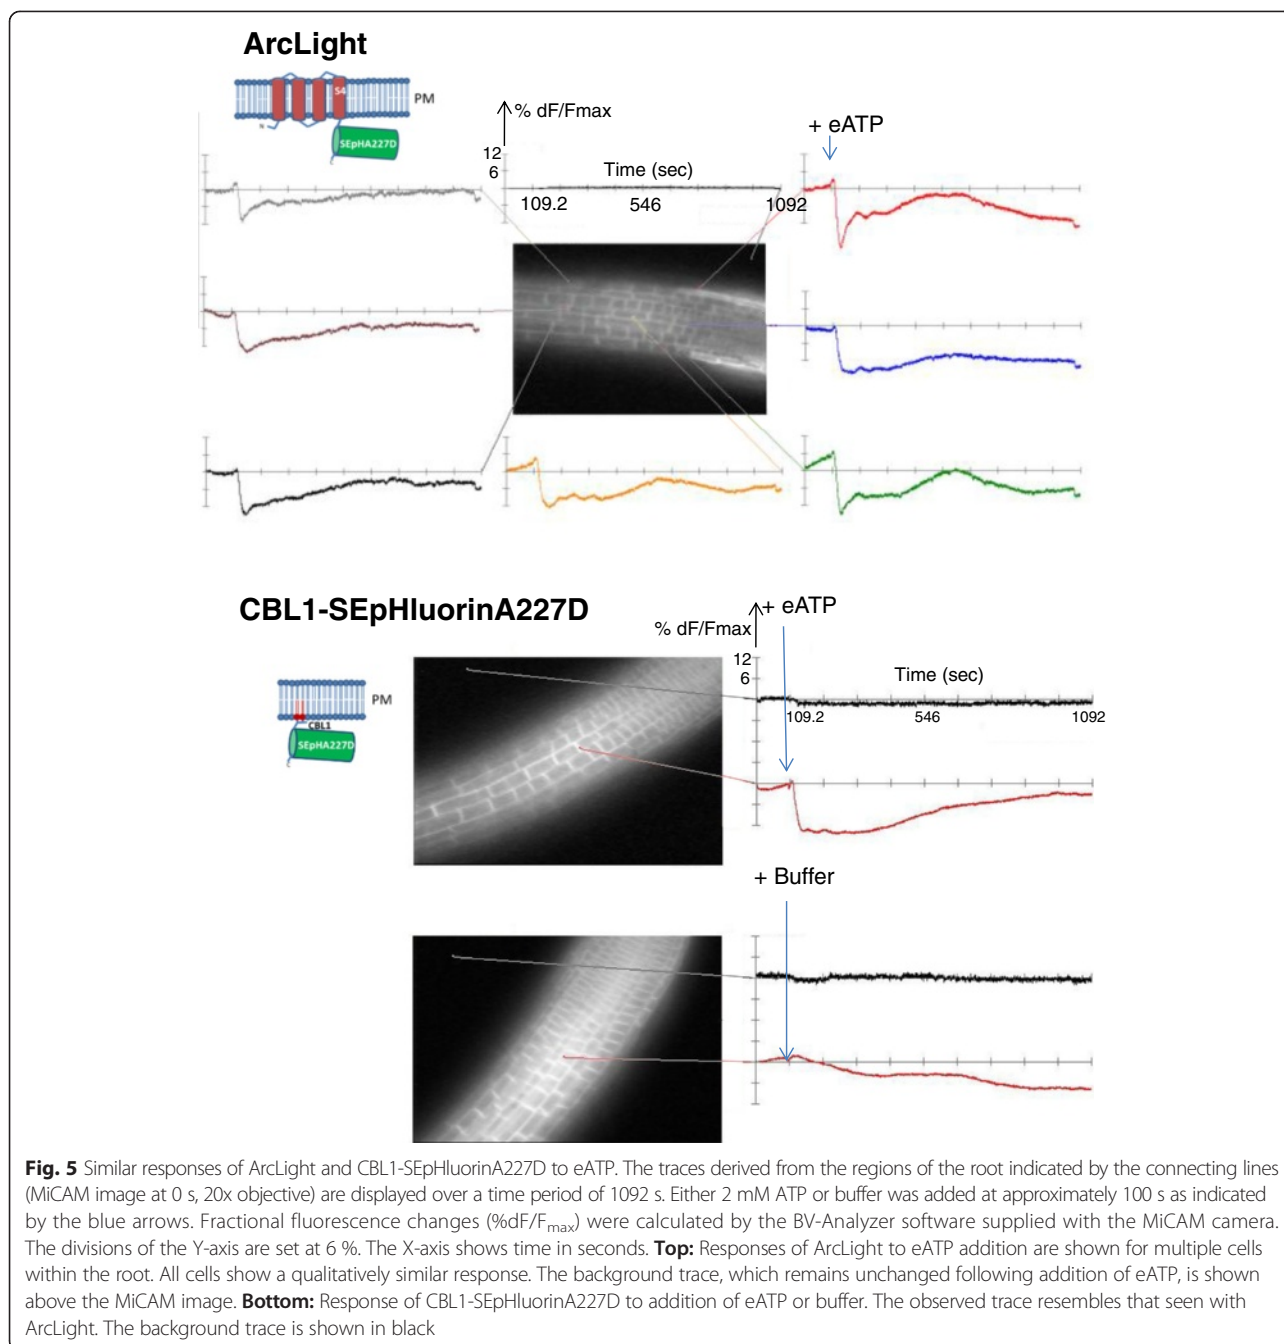 ArcLight
S4
PM
N
SEpHA227D
C
% dF/Fmax
12
6
Time (sec)
109.2
546
1092
+ eATP
CBL1-SEpHluorinA227D
+ eATP
% dF/Fmax
12
6
Time (sec)
109.2
546
1092
PM
CBL1
SEpHA227D
C
+ Buffer
Fig. 5 Similar responses of ArcLight and CBL1-SEpHluorinA227D to eATP. The traces derived from the regions of the root indicated by the connecting lines
(MiCAM image at 0 s, 20x objective) are displayed over a time period of 1092 s. Either 2 mM ATP or buffer was added at approximately 100 s as indicated
by the blue arrows. Fractional fluorescence changes (%dF/Fmax) were calculated by the BV-Analyzer software supplied with the MiCAM camera.
The divisions of the Y-axis are set at 6 %. The X-axis shows time in seconds. Top: Responses of ArcLight to eATP addition are shown for multiple cells
within the root. All cells show a qualitatively similar response. The background trace, which remains unchanged following addition of eATP, is shown
above the MiCAM image. Bottom: Response of CBL1-SEpHluorinA227D to addition of eATP or buffer. The observed trace resembles that seen with
ArcLight. The background trace is shown in black